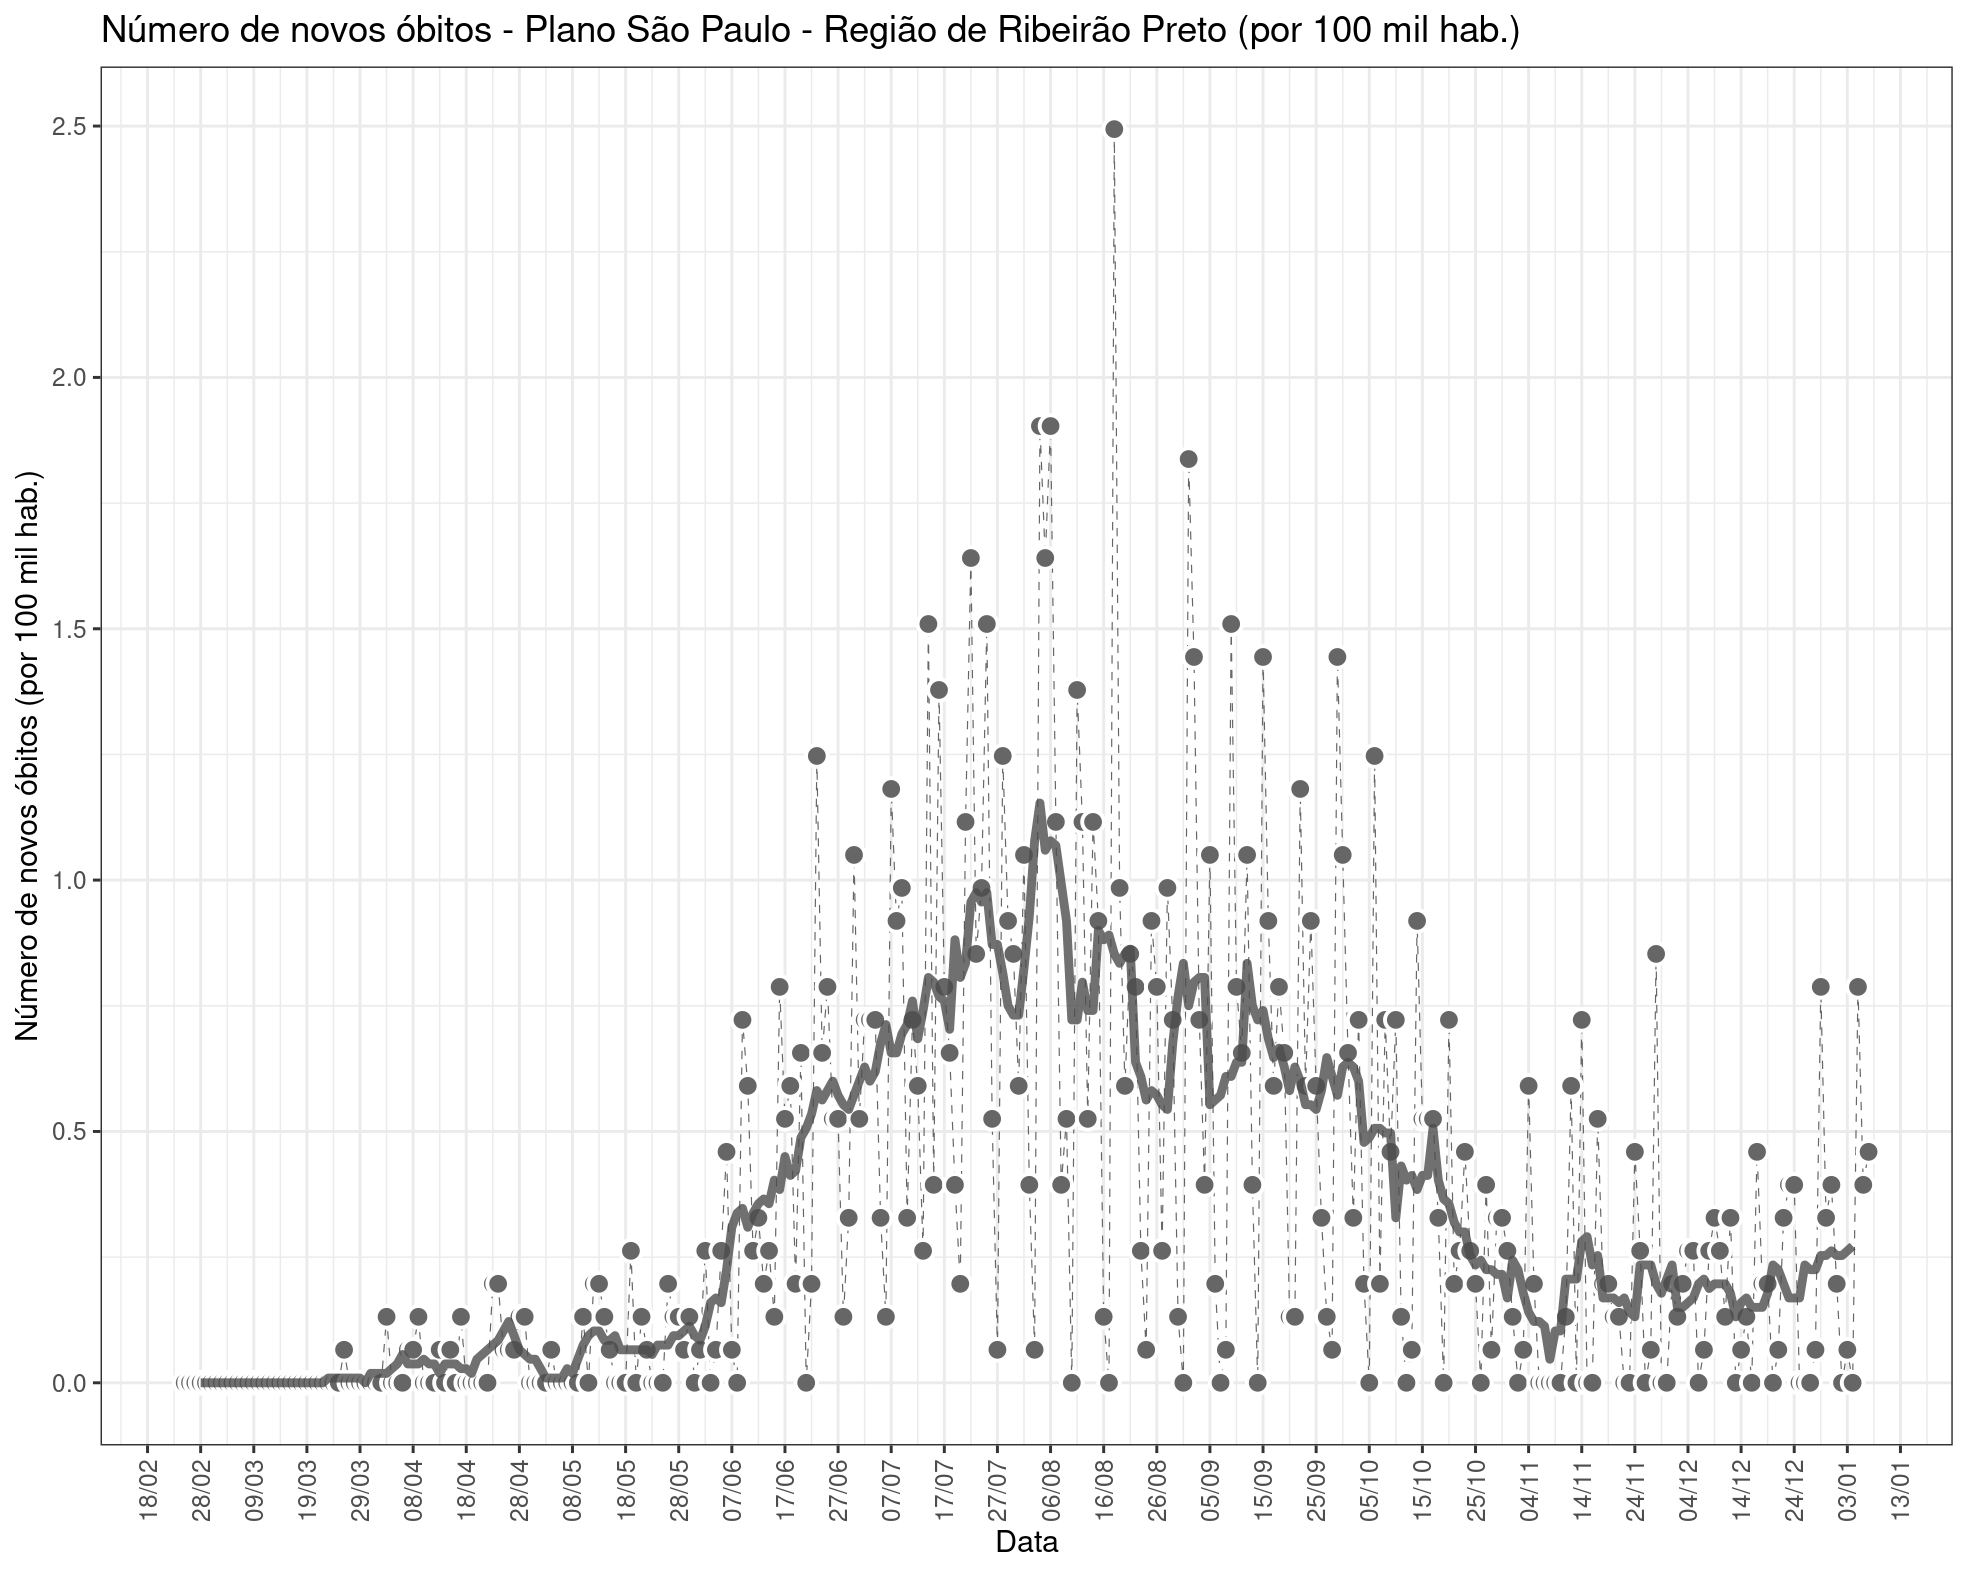 Número de novos óbitos - Plano São Paulo - Região de Ribeirão Preto (por 100 mil hab.)
Número de novos óbitos (por 100 mil hab.)
2.5
2.0
1.5
1.0
0.5
0.0
18/02 28/02 09/03 19/03 29/03 08/04 18/04 28/04 08/05 18/05 28/05 07/06 17/06 27/06 07/07 17/07 27/07 06/08 16/08 26/08 05/09 15/09 25/09 05/10 15/10 25/10 04/11 14/11 24/11 04/12 14/12 24/12 03/01 13/01
Data